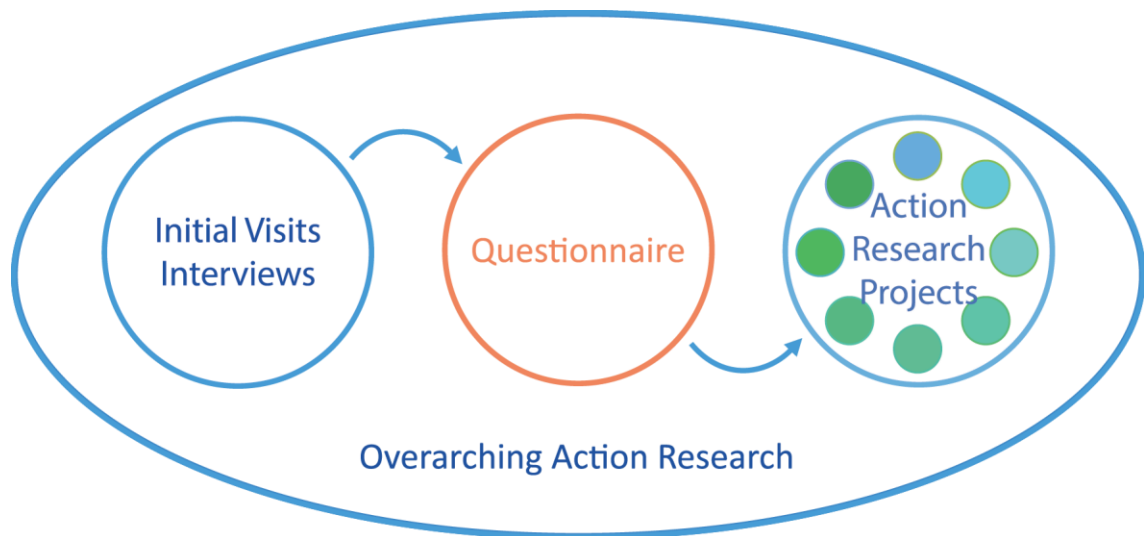 Initial Visits
Interviews
Questionnaire
Action
Research
Projects
Overarching Action Research